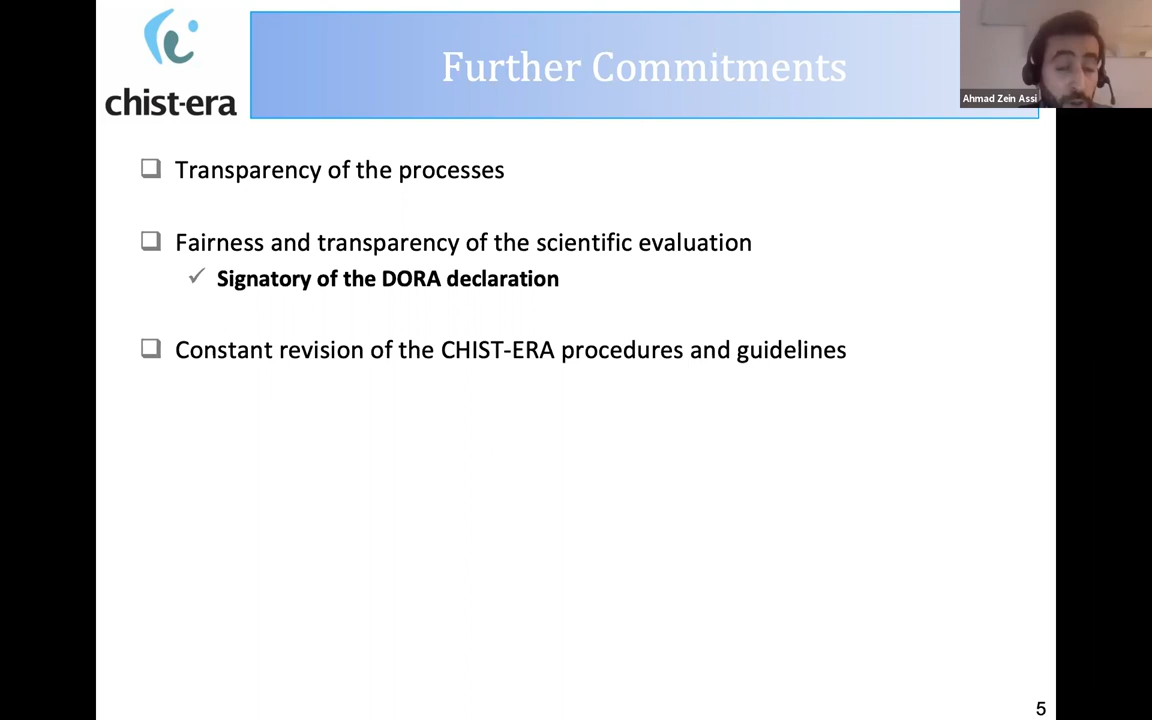 Further Commitments
chist-era
Ahmad Zein Assi
Transparency of the processes
Fairness and transparency of the scientific evaluation
Signatory of the DORA declaration
Constant revision of the CHIST-ERA procedures and guidelines
5